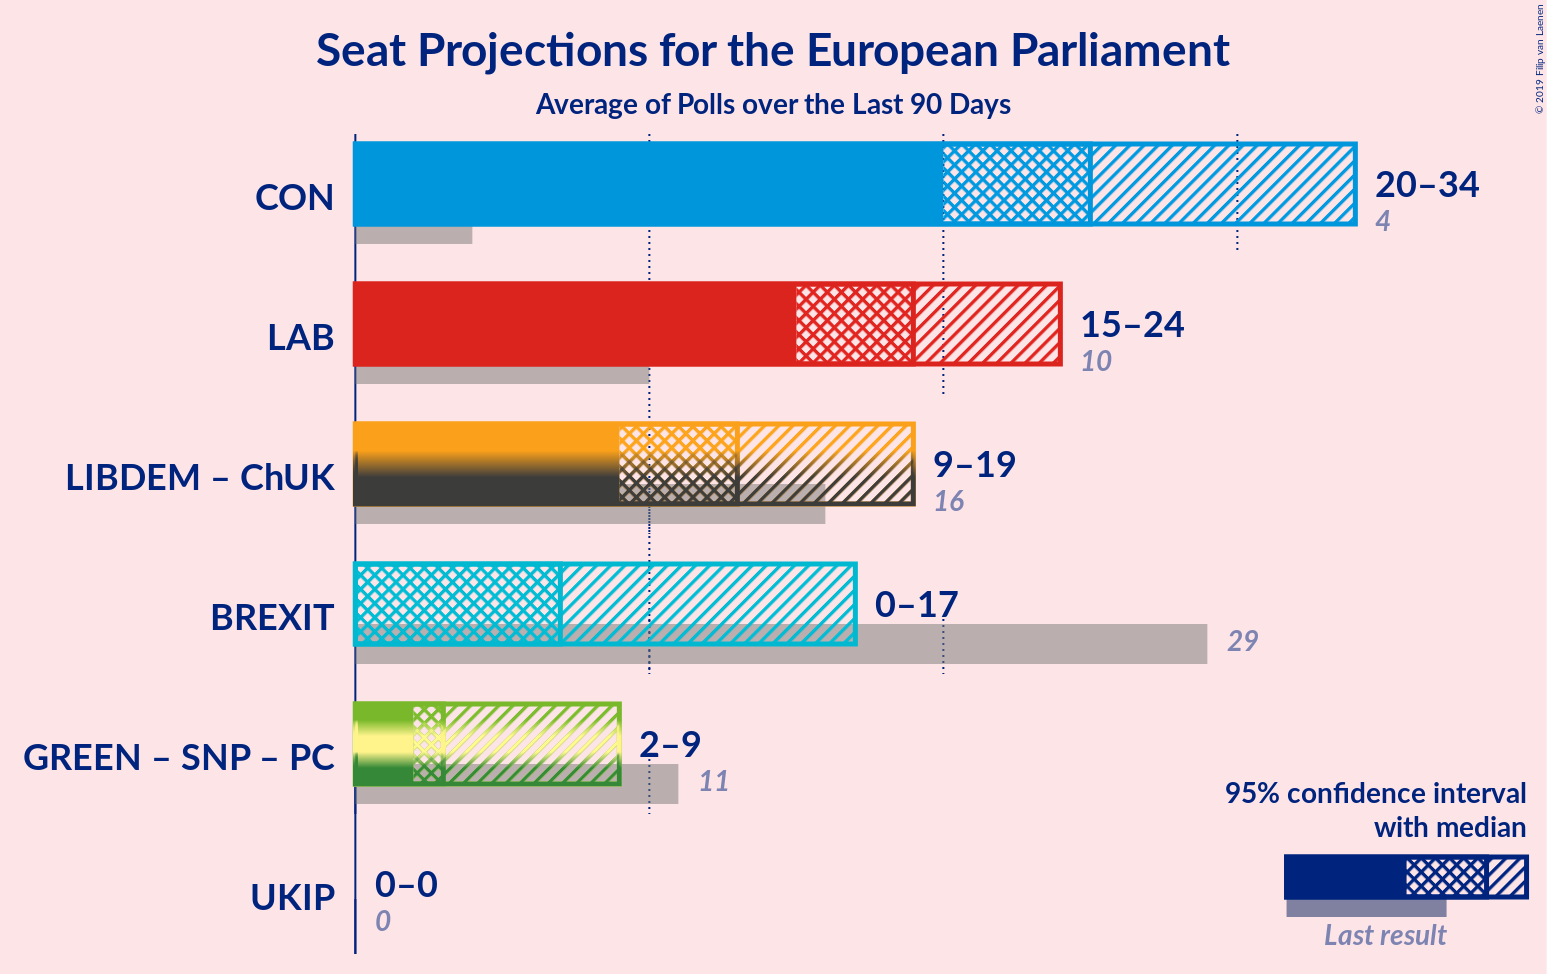 Seat Projections for the European Parliament
Average of Polls over the Last 90 Days
© 2019 Filip van Laenen
CON
20–34
4
LAB
15–24
10
LIBDEM – ChUK
9–19
16
BREXIT
0–17
29
GREEN – SNP – PC
2–9
11
UKIP
0–0
0
95% confidence interval
with median
Last result